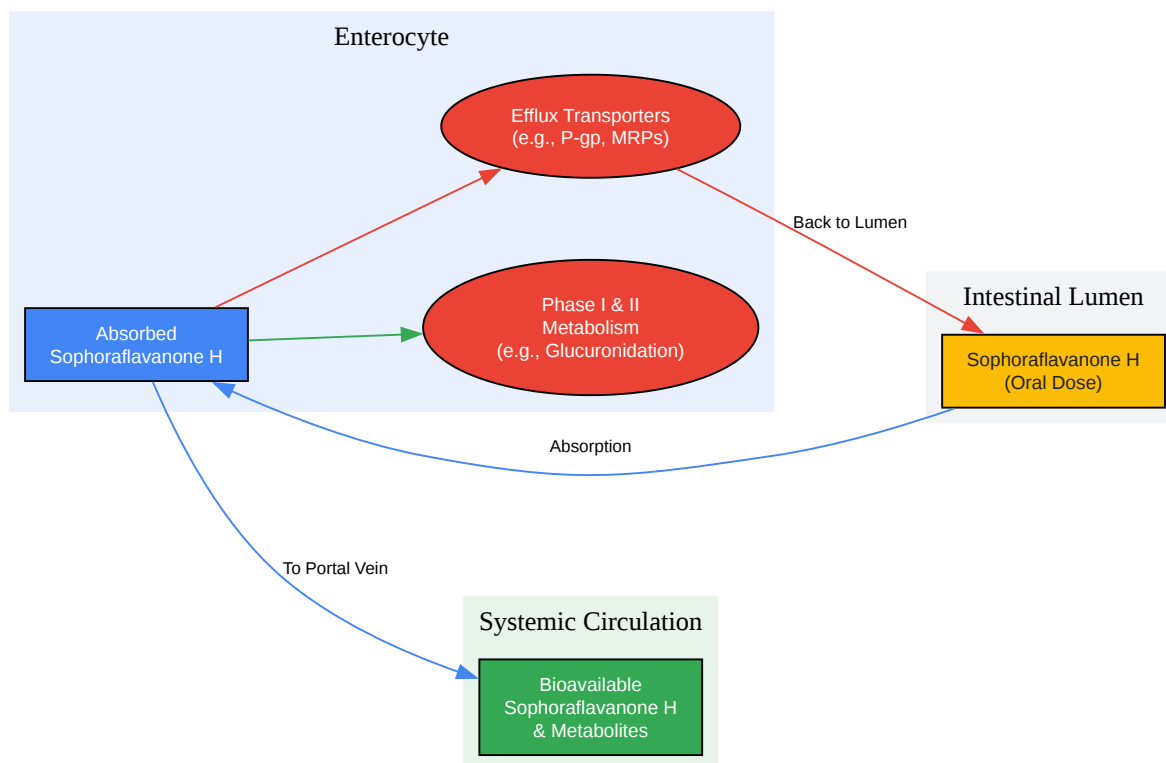 Enterocyte
Efflux Transporters
(e.g., P-gp, MRPs)
Back to Lumen
Phase I & II
Metabolism
(e.g., Glucuronidation)
Absorbed
Sophoraflavanone H
Intestinal Lumen
Sophoraflavanone H
(Oral Dose)
Absorption
To Portal Vein
Systemic Circulation
Bioavailable
Sophoraflavanone H
& Metabolites